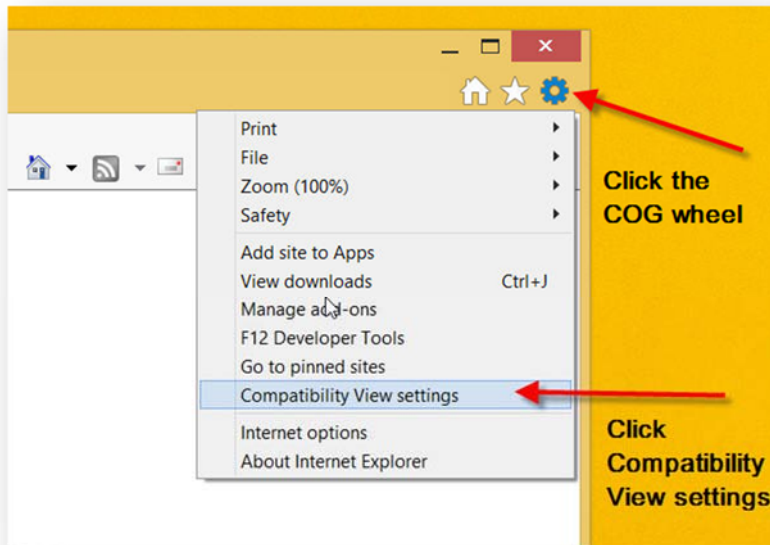 Print
File
Zoom (100%)
Safety
Add site to Apps
View downloads Ctrl+J
Manage add-ons
F12 Developer Tools
Go to pinned sites
Compatibility View settings
Internet options
About Internet Explorer
Click the
COG wheel
Click
Compatibility
View settings